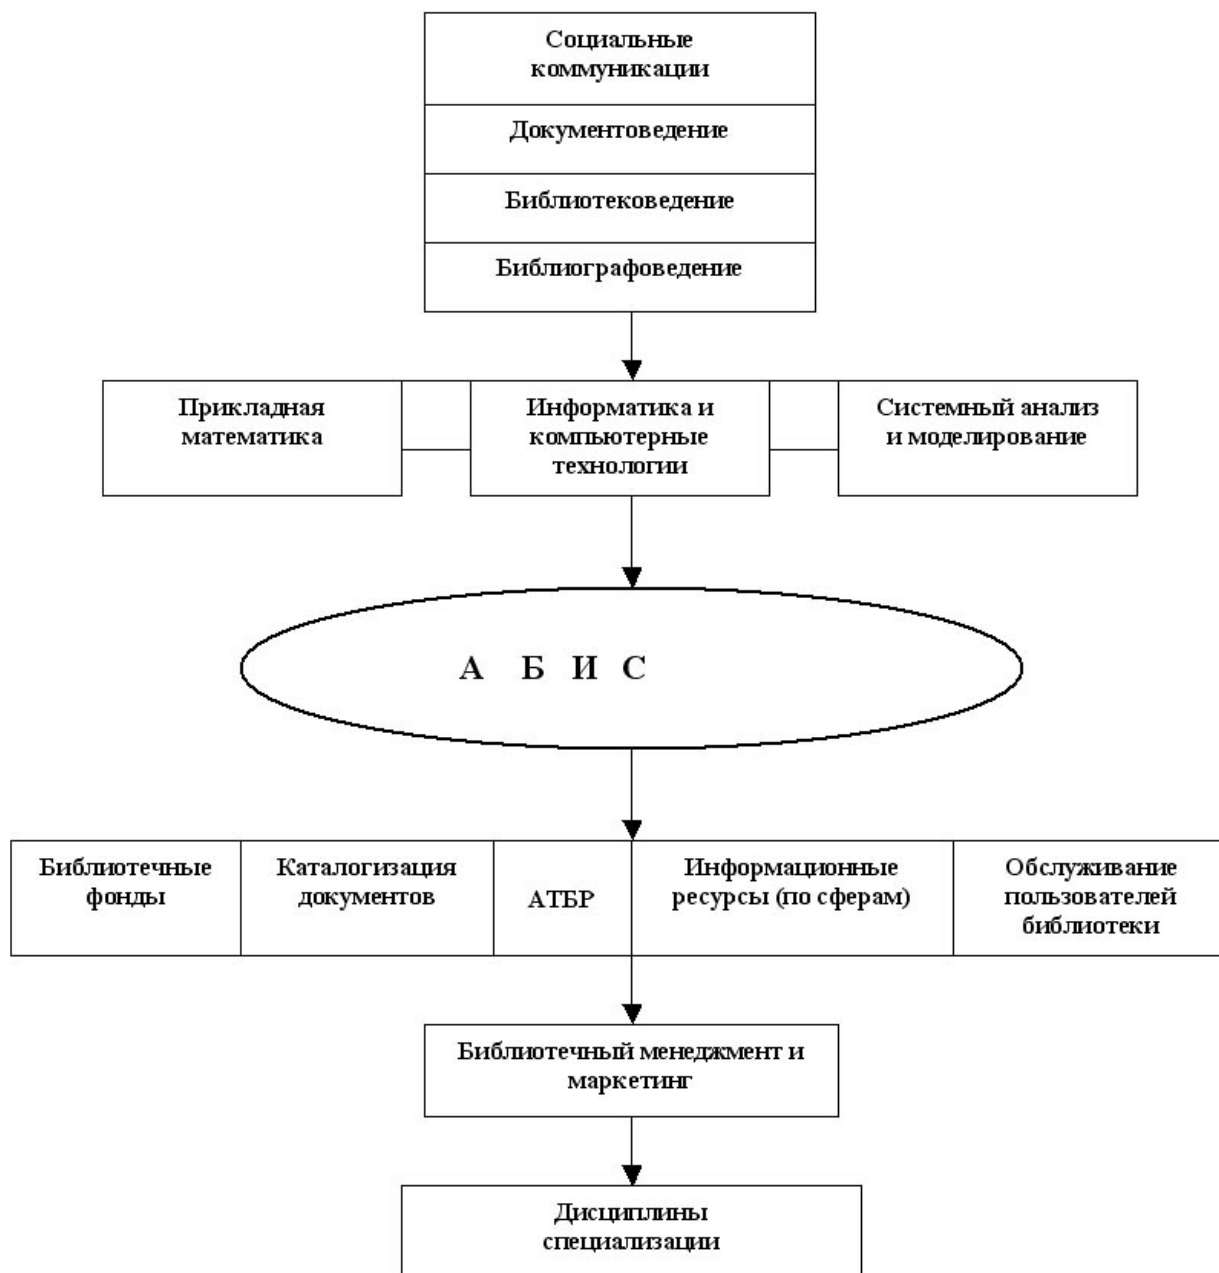 Социальные
коммуникации
Документоведение
Библиотековедение
Библиографоведение
Прикладная
математика
Информатика и
компьютерные
технологии
Системный анализ
и моделирование
А Б И С
Библиотечные
фонды
Каталогизация
документов
АТБР
Информационные
ресурсы (по сферам)
Обслуживание
пользователей
библиотеки
Библиотечный менеджмент и
маркетинг
Дисциплины
специализации